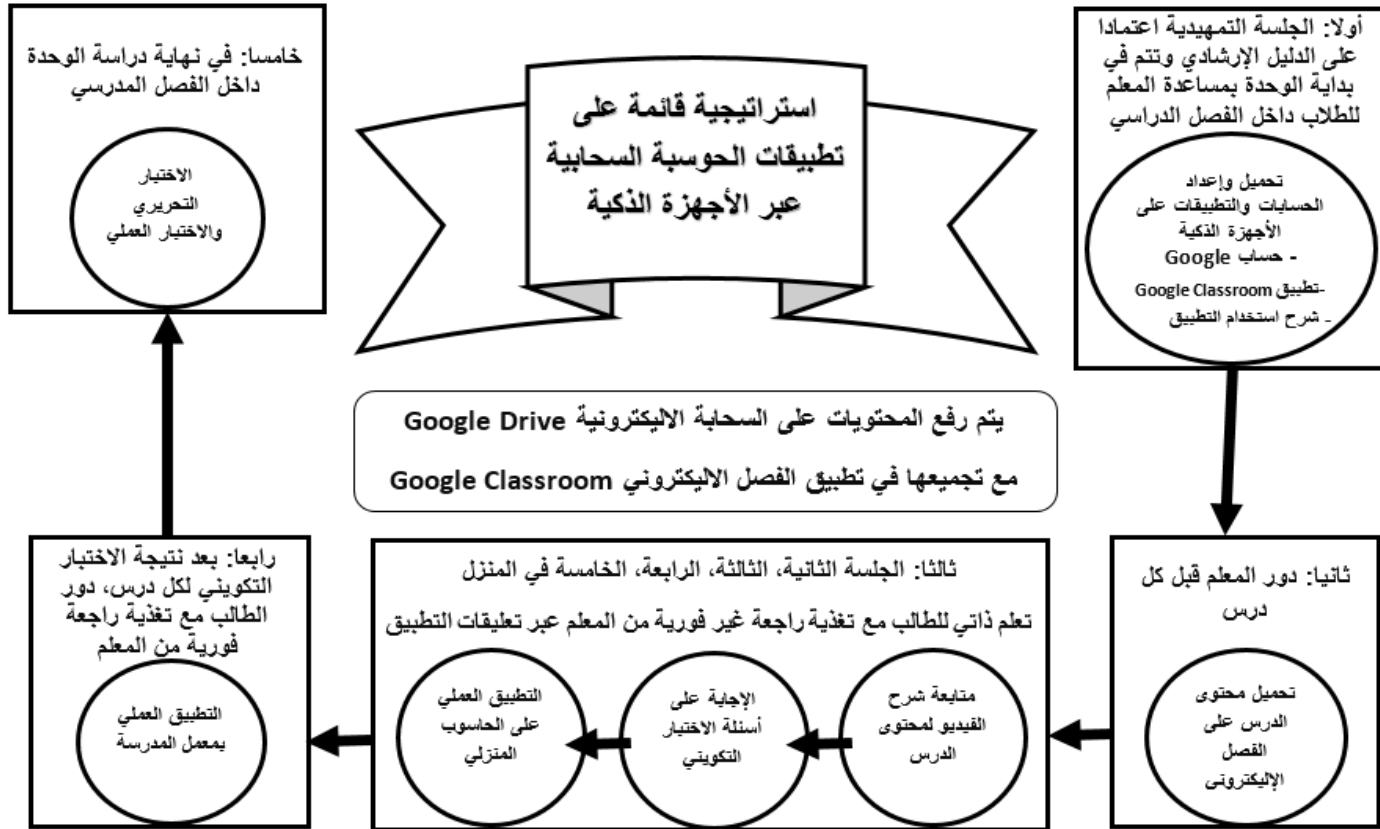 استراتيجية قائمة على
تطبيقات الحوسبة السحابية
عبر الأجهزة الذكية
أولا: الجلسة التمهيدية اعتمادا
على الدليل الإرشادي وتتم في
بداية الوحدة بمساعدة المعلم
للطلاب داخل الفصل الدراسي
تحميل وإعداد
الحسابات والتطبيقات على
الأجهزة الذكية
- حساب Google
-تطبيق Google Classroom
- شرح استخدام التطبيق
يتم رفع المحتويات على السحابة الاليكترونية Google Drive
مع تجميعها في تطبيق الفصل الاليكتروني Google Classroom
ثانيا: دور المعلم قبل كل
درس
تحميل محتوى
الدرس على
الفصل
الإليكترونى
ثالثا: الجلسة الثانية، الثالثة، الرابعة، الخامسة في المنزل
تعلم ذاتي للطالب مع تغذية راجعة غير فورية من المعلم عبر تعليقات التطبيق
متابعة شرح
الفيديو لمحتوى
الدرس
الإجابة على
أسئلة الاختبار
التكويني
التطبيق العملي
على الحاسوب
المنزلي
رابعا: بعد نتيجة الاختبار
التكويني لكل درس، دور
الطالب مع تغذية راجعة
فورية من المعلم
التطبيق العملي
بمعمل المدرسة
خامسا: في نهاية دراسة الوحدة
داخل الفصل المدرسي
الاختبار
التحريري
والاختبار العملي